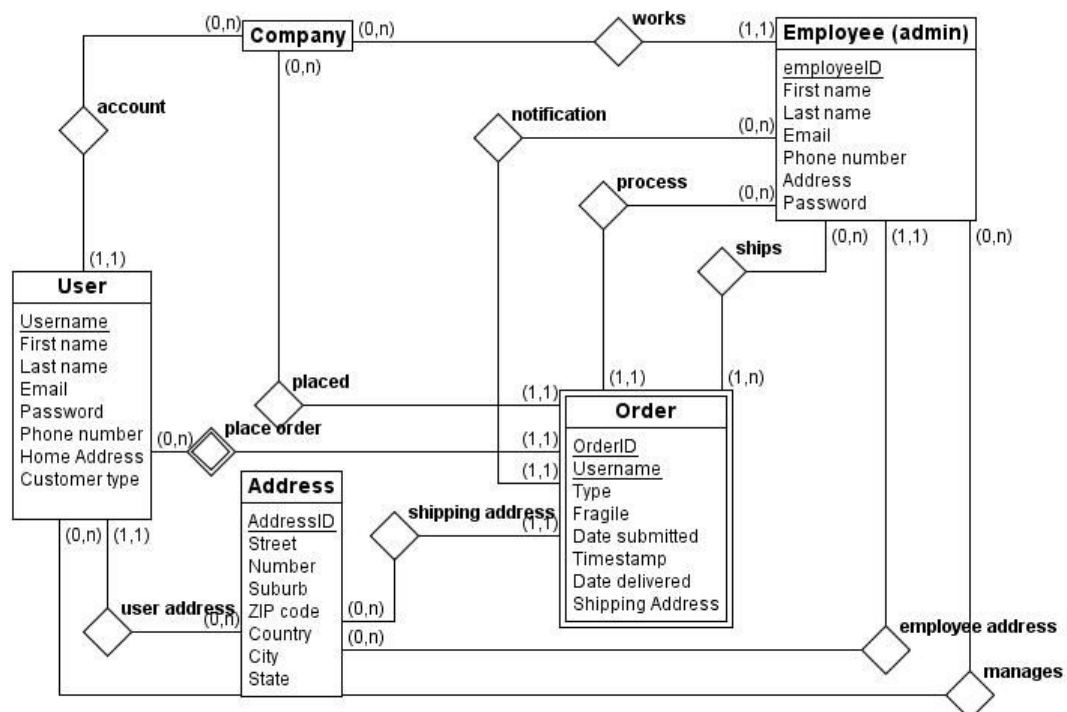 (0,n)
Company
(0,n)
works
(1,1)
Employee (admin)
(0,n)
employeeID
First name
Last name
Email
Phone number
Address
Password
account
notification
(0,n)
process
(0,n)
(0,n)
(1,1)
(0,n)
ships
(1,1)
User
Username
First name
Last name
Email
Password
Phone number
Home Address
Customer type
placed
(1,1)
(1,1)
(1,n)
(0,n)
place order
(1,1)
(1,1)
Order
OrderID
Username
Type
Fragile
Date submitted
Timestamp
Date delivered
Shipping Address
Address
AddressID
Street
Number
Suburb
ZIP code
Country
City
State
shipping address
(1,1)
(0,n)
(1,1)
user address
(0,n)
(0,n)
(0,n)
employee address
manages